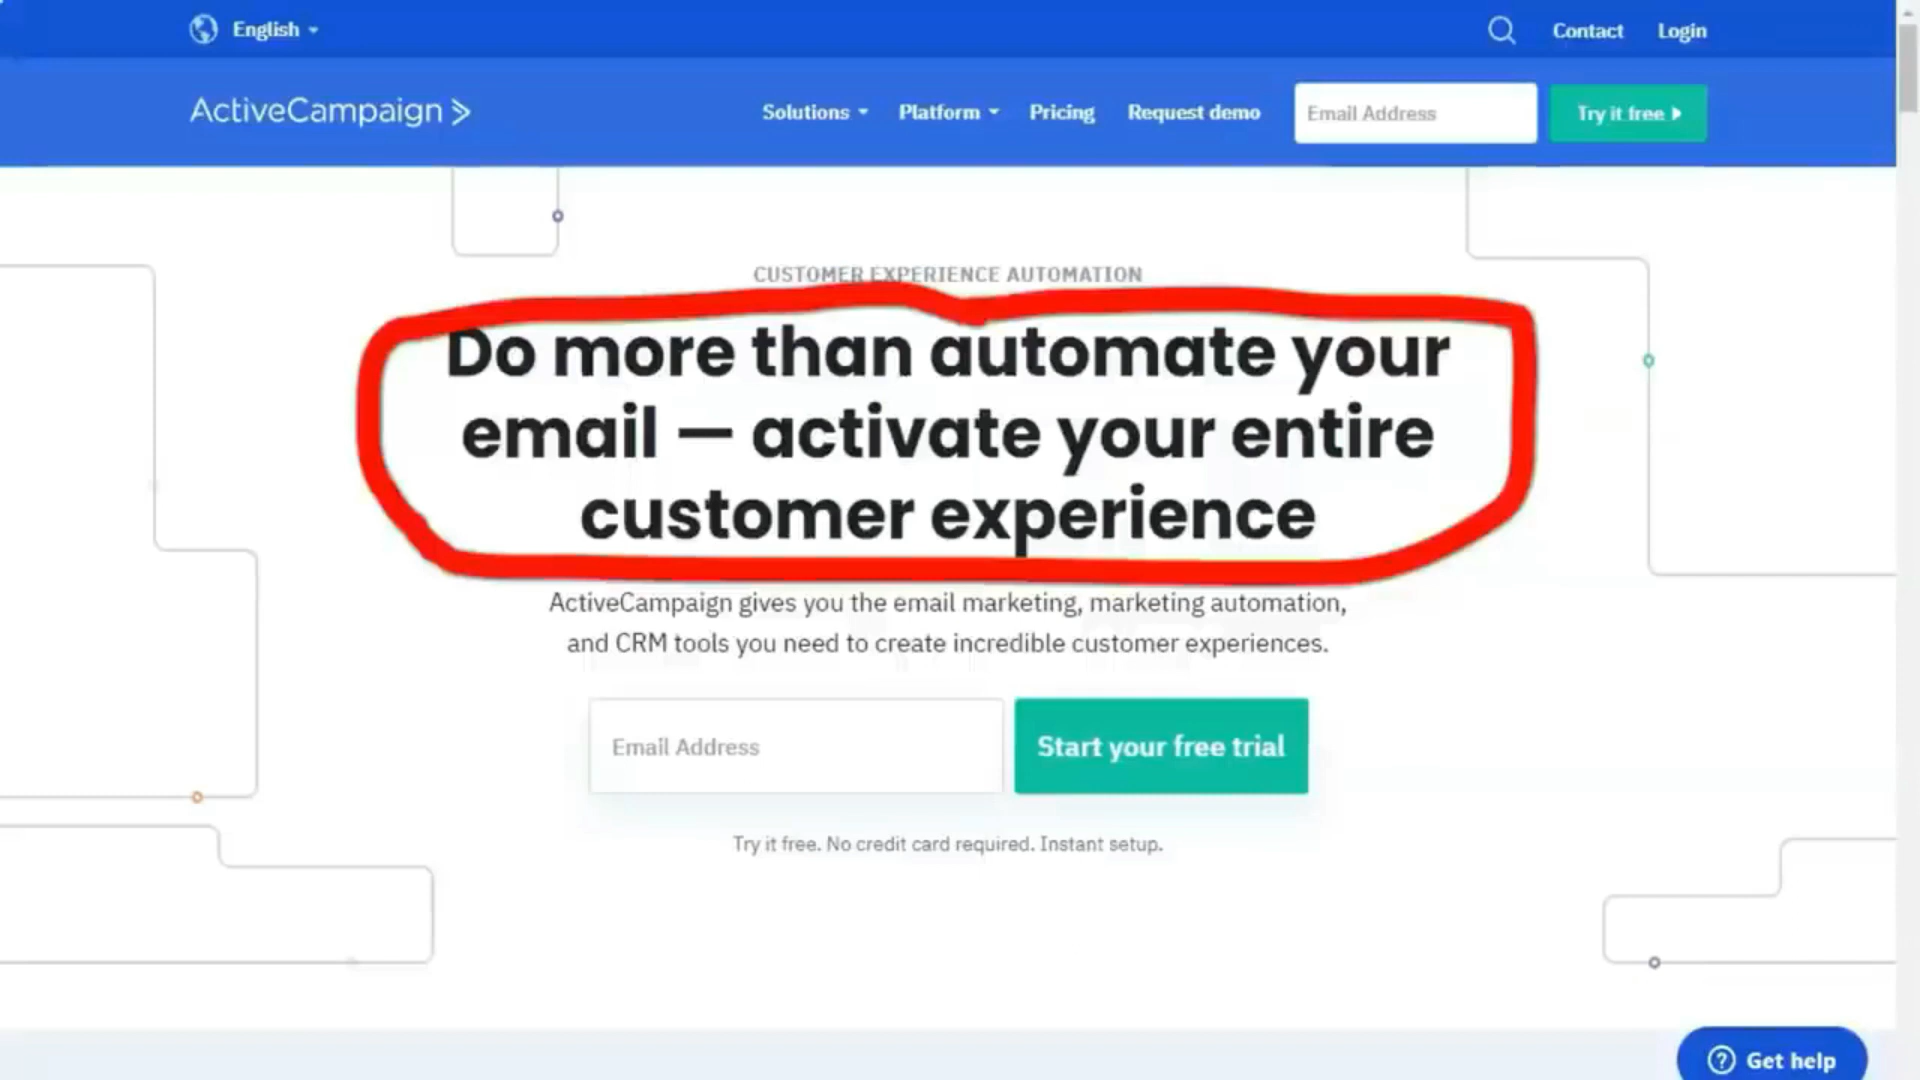 English
Contact
Login
ActiveCampaign
Solutions
Platform
Pricing
Request demo
Email Address
Try it free
CUSTOMER EXPERIENCE AUTOMATION
Do more than automate your
email — activate your entire
customer experience
ActiveCampaign gives you the email marketing, marketing automation,
and CRM tools you need to create incredible customer experiences.
Email Address
Start your free trial
Try it free. No credit card required. Instant setup.
Get help